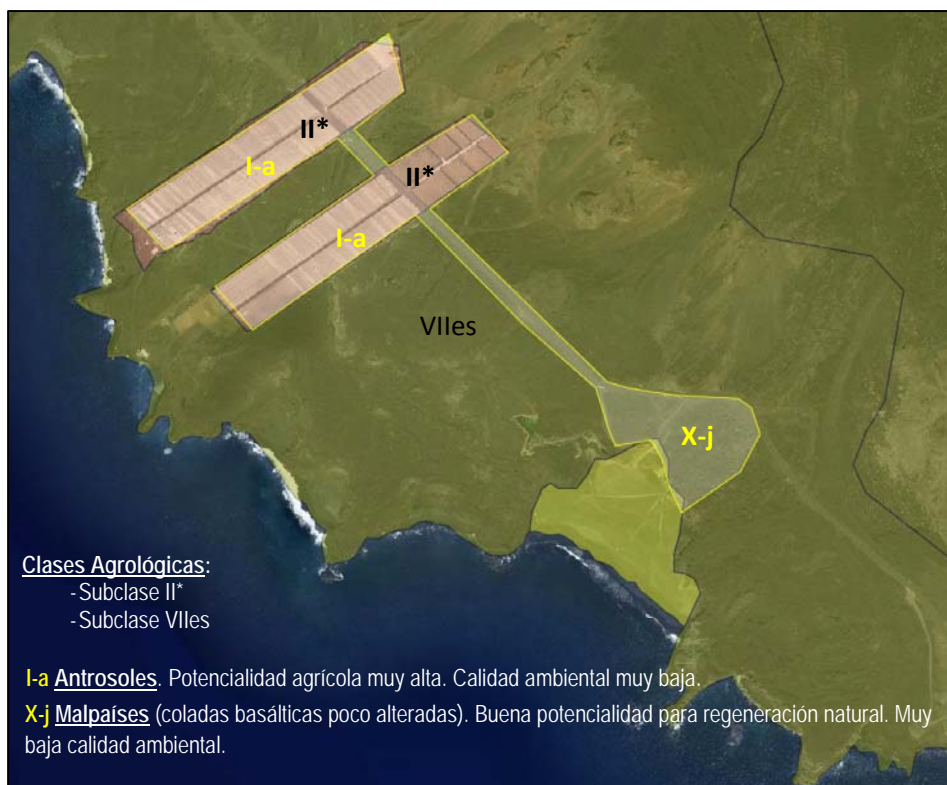 II*
I-a
II*
I-a
VIIes
X-j
Clases Agrológicas:
- Subclase II*
- Subclase VIIes
I-a Antrosoles. Potencialidad agrícola muy alta. Calidad ambiental muy baja.
X-j Malpaíses (coladas basálticas poco alteradas). Buena potencialidad para regeneración natural. Muy
baja calidad ambiental.